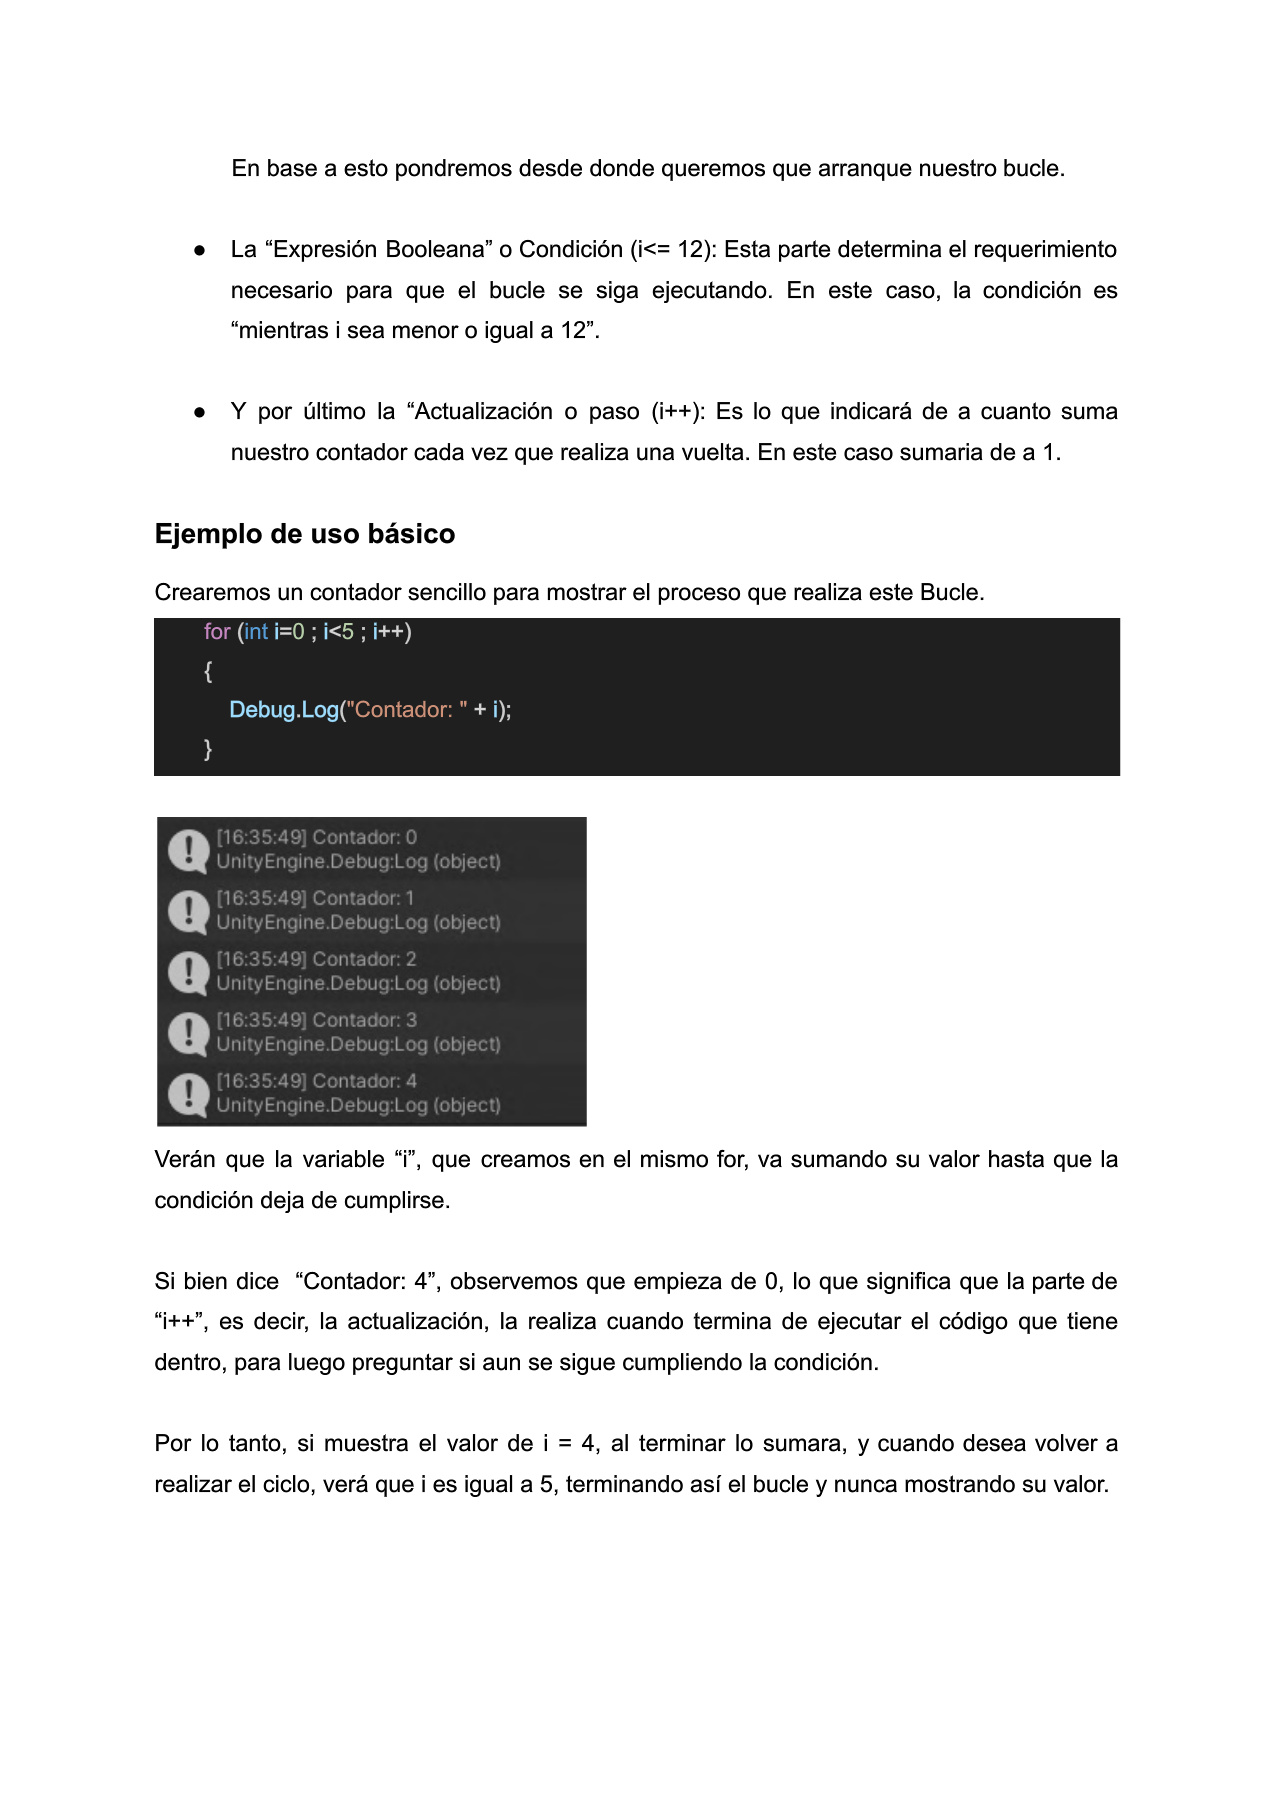 En base a esto pondremos desde donde queremos que arranque nuestro bucle.
● La “Expresión Booleana” o Condición (i<= 12): Esta parte determina el requerimiento
necesario para que el bucle se siga ejecutando. En este caso, la condición es
“mientras i sea menor o igual a 12”.
● Y por último la “Actualización o paso (i++): Es lo que indicará de a cuanto suma
nuestro contador cada vez que realiza una vuelta. En este caso sumaria de a 1.
Ejemplo de uso básico
Crearemos un contador sencillo para mostrar el proceso que realiza este Bucle.
for (int i=0 ; i<5 ; i++)
{
Debug.Log("Contador: " + i);
}
[16:35:49] Contador: 0
UnityEngine.Debug:Log (object)
[16:35:49] Contador: 1
UnityEngine.Debug:Log (object)
[16:35:49] Contador: 2
UnityEngine.Debug:Log (object)
[16:35:49] Contador: 3
UnityEngine.Debug:Log (object)
[16:35:49] Contador: 4
UnityEngine.Debug:Log (object)
Verán que la variable “i”, que creamos en el mismo for, va sumando su valor hasta que la
condición deja de cumplirse.
Si bien dice “Contador: 4”, observemos que empieza de 0, lo que significa que la parte de
“i++”, es decir, la actualización, la realiza cuando termina de ejecutar el código que tiene
dentro, para luego preguntar si aun se sigue cumpliendo la condición.
Por lo tanto, si muestra el valor de i = 4, al terminar lo sumara, y cuando desea volver a
realizar el ciclo, verá que i es igual a 5, terminando así el bucle y nunca mostrando su valor.